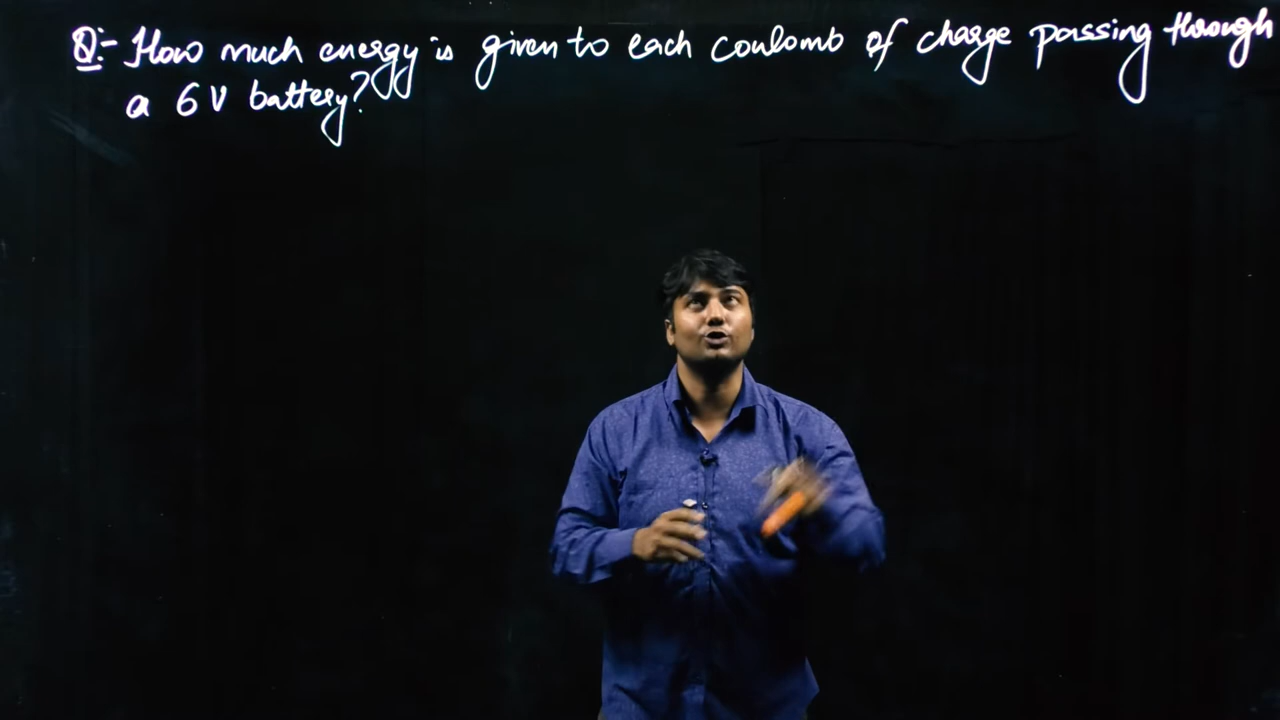 Q:- How much energy is given to each coulomb of charge passing through
a 6 V battery?